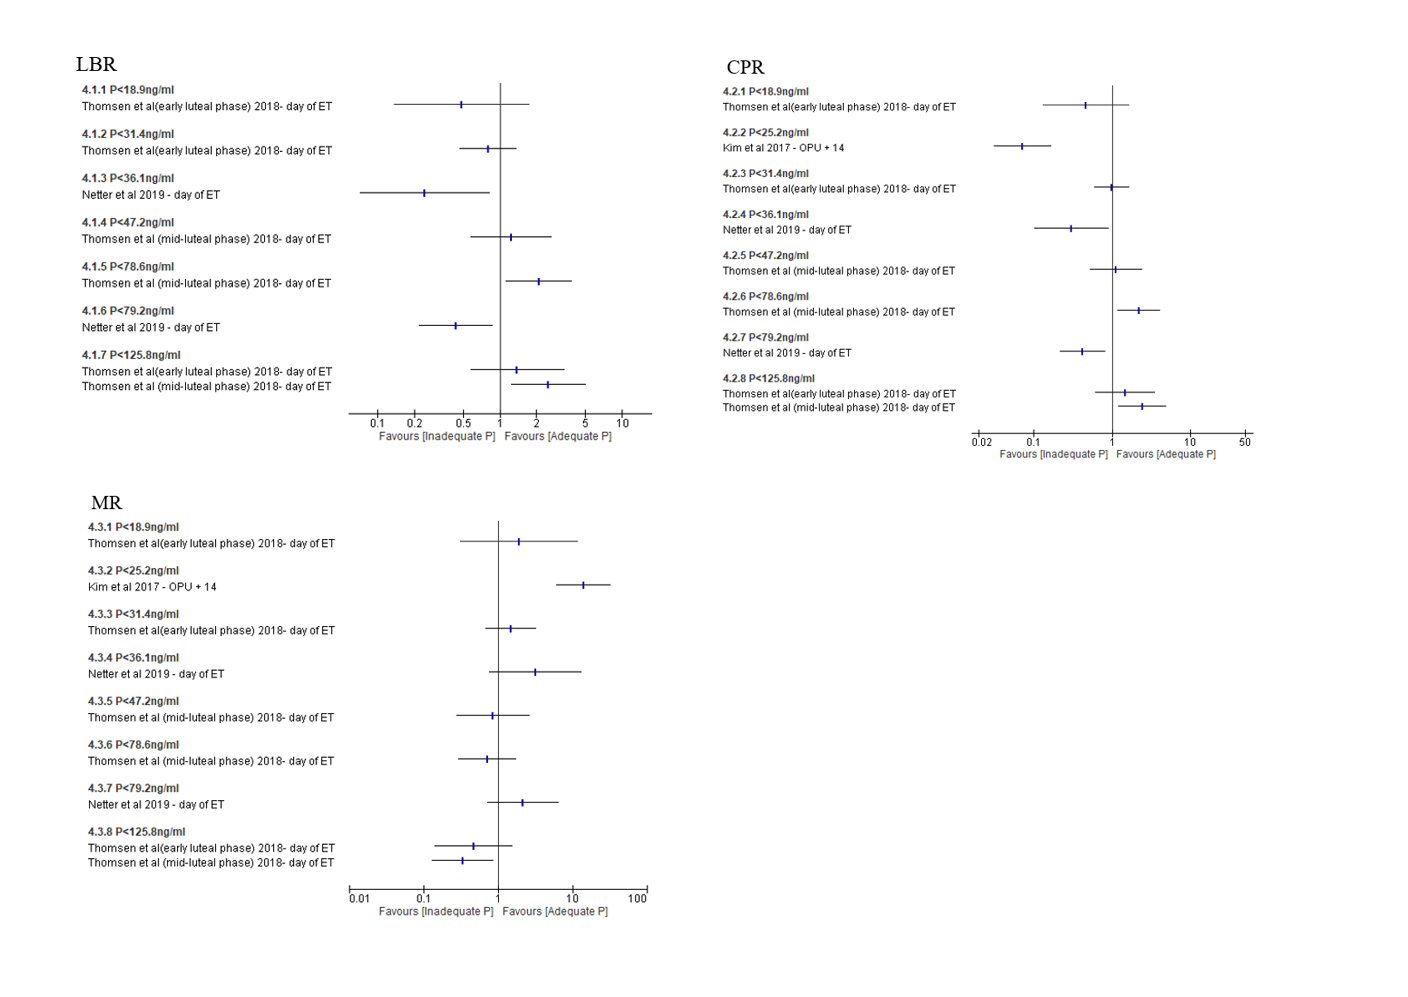 LBR
4.1.1 P<18.9ng/ml
Thomsen et al(early luteal phase) 2018- day of ET
4.1.2 P<31.4ng/ml
Thomsen et al(early luteal phase) 2018- day of ET
4.1.3 P<36.1ng/ml
Netter et al 2019 - day of ET
4.1.4 P<47.2ng/ml
Thomsen et al (mid-luteal phase) 2018- day of ET
4.1.5 P<78.6ng/ml
Thomsen et al (mid-luteal phase) 2018- day of ET
4.1.6 P<79.2ng/ml
Netter et al 2019 - day of ET
4.1.7 P<125.8ng/ml
Thomsen et al(early luteal phase) 2018- day of ET
Thomsen et al (mid-luteal phase) 2018- day of ET
0.1 0.2 0.5 1 2 5 10
Favours [Inadequate P] Favours [Adequate P]
CPR
4.2.1 P<18.9ng/ml
Thomsen et al(early luteal phase) 2018- day of ET
4.2.2 P<25.2ng/ml
Kim et al 2017 - OPU + 14
4.2.3 P<31.4ng/ml
Thomsen et al(early luteal phase) 2018- day of ET
4.2.4 P<36.1ng/ml
Netter et al 2019 - day of ET
4.2.5 P<47.2ng/ml
Thomsen et al (mid-luteal phase) 2018- day of ET
4.2.6 P<78.6ng/ml
Thomsen et al (mid-luteal phase) 2018- day of ET
4.2.7 P<79.2ng/ml
Netter et al 2019 - day of ET
4.2.8 P<125.8ng/ml
Thomsen et al(early luteal phase) 2018- day of ET
Thomsen et al (mid-luteal phase) 2018- day of ET
0.02 0.1 1 10 50
Favours [Inadequate P] Favours [Adequate P]
MR
4.3.1 P<18.9ng/ml
Thomsen et al(early luteal phase) 2018- day of ET
4.3.2 P<25.2ng/ml
Kim et al 2017 - OPU + 14
4.3.3 P<31.4ng/ml
Thomsen et al(early luteal phase) 2018- day of ET
4.3.4 P<36.1ng/ml
Netter et al 2019 - day of ET
4.3.5 P<47.2ng/ml
Thomsen et al (mid-luteal phase) 2018- day of ET
4.3.6 P<78.6ng/ml
Thomsen et al (mid-luteal phase) 2018- day of ET
4.3.7 P<79.2ng/ml
Netter et al 2019 - day of ET
4.3.8 P<125.8ng/ml
Thomsen et al(early luteal phase) 2018- day of ET
Thomsen et al (mid-luteal phase) 2018- day of ET
0.01 0.1 1 10 100
Favours [Inadequate P] Favours [Adequate P]